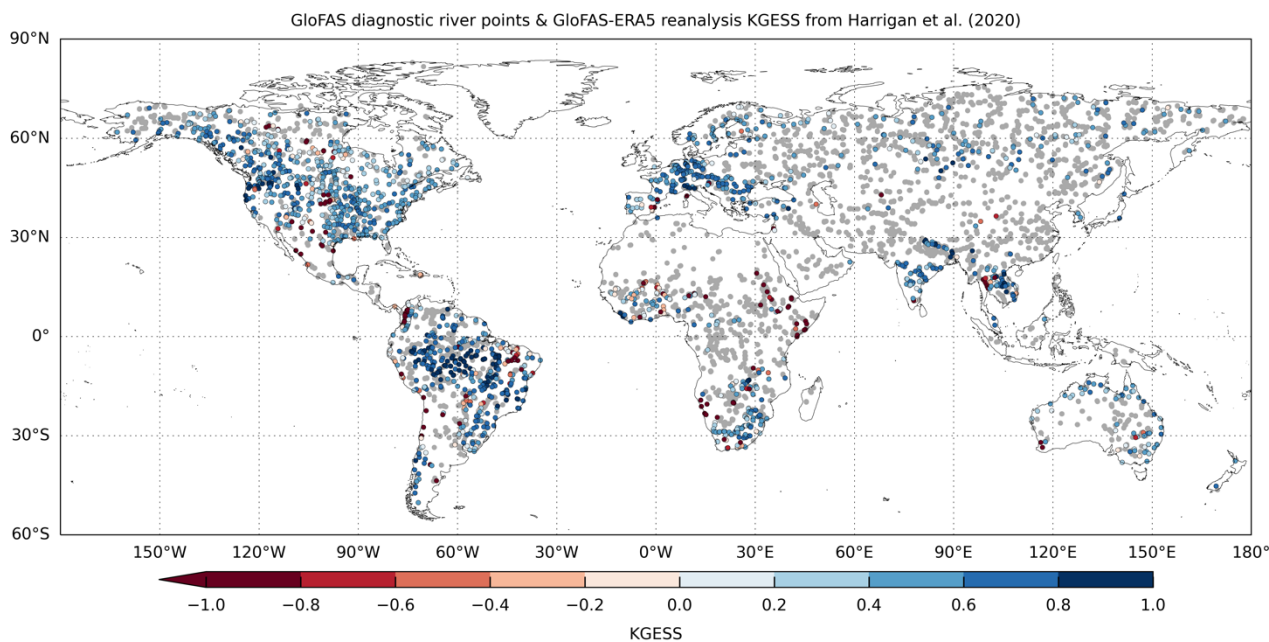 GloFAS diagnostic river points & GloFAS-ERA5 reanalysis KGESS from Harrigan et al. (2020)
90°N
60°N
30°N
0°
30°S
60°S
150°W 120°W 90°W 60°W 30°W 0°W 30°E 60°E 90°E 120°E 150°E 180°
−1.0 −0.8 −0.6 −0.4 −0.2 0.0 0.2 0.4 0.6 0.8 1.0
KGESS